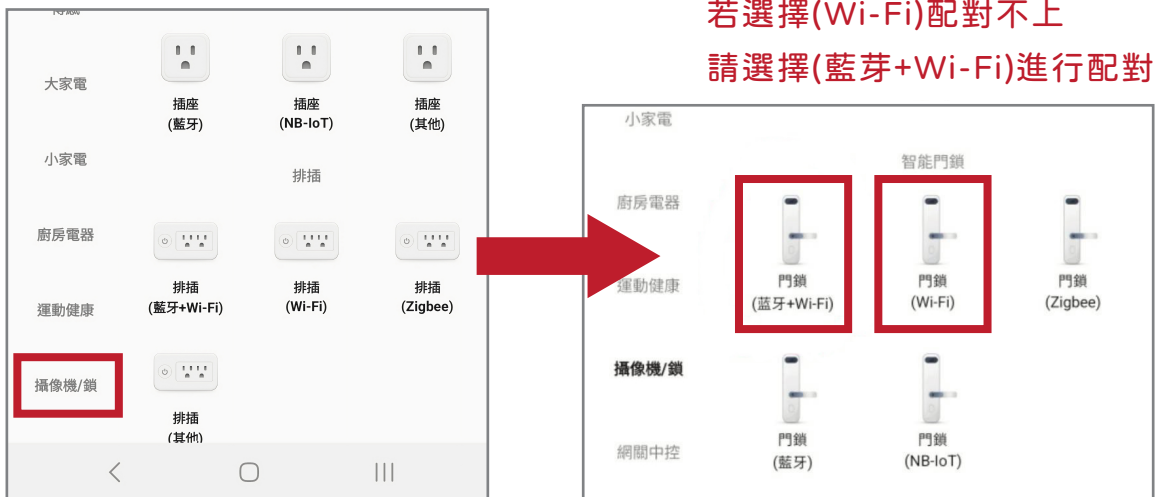 若選擇(Wi-Fi)配對不上
請選擇(藍芽+Wi-Fi)進行配對
大家電
插座
(藍牙)
插座
(NB-IoT)
插座
(其他)
小家電
排插
廚房電器
排插
(藍牙+Wi-Fi)
排插
(Wi-Fi)
排插
(Zigbee)
運動健康
攝像機/鎖
排插
(其他)
小家電
智能門鎖
廚房電器
運動健康
門鎖
(蓝牙+Wi-Fi)
門鎖
(Wi-Fi)
門鎖
(Zigbee)
攝像機/鎖
門鎖
(藍牙)
門鎖
(NB-IoT)
網關中控